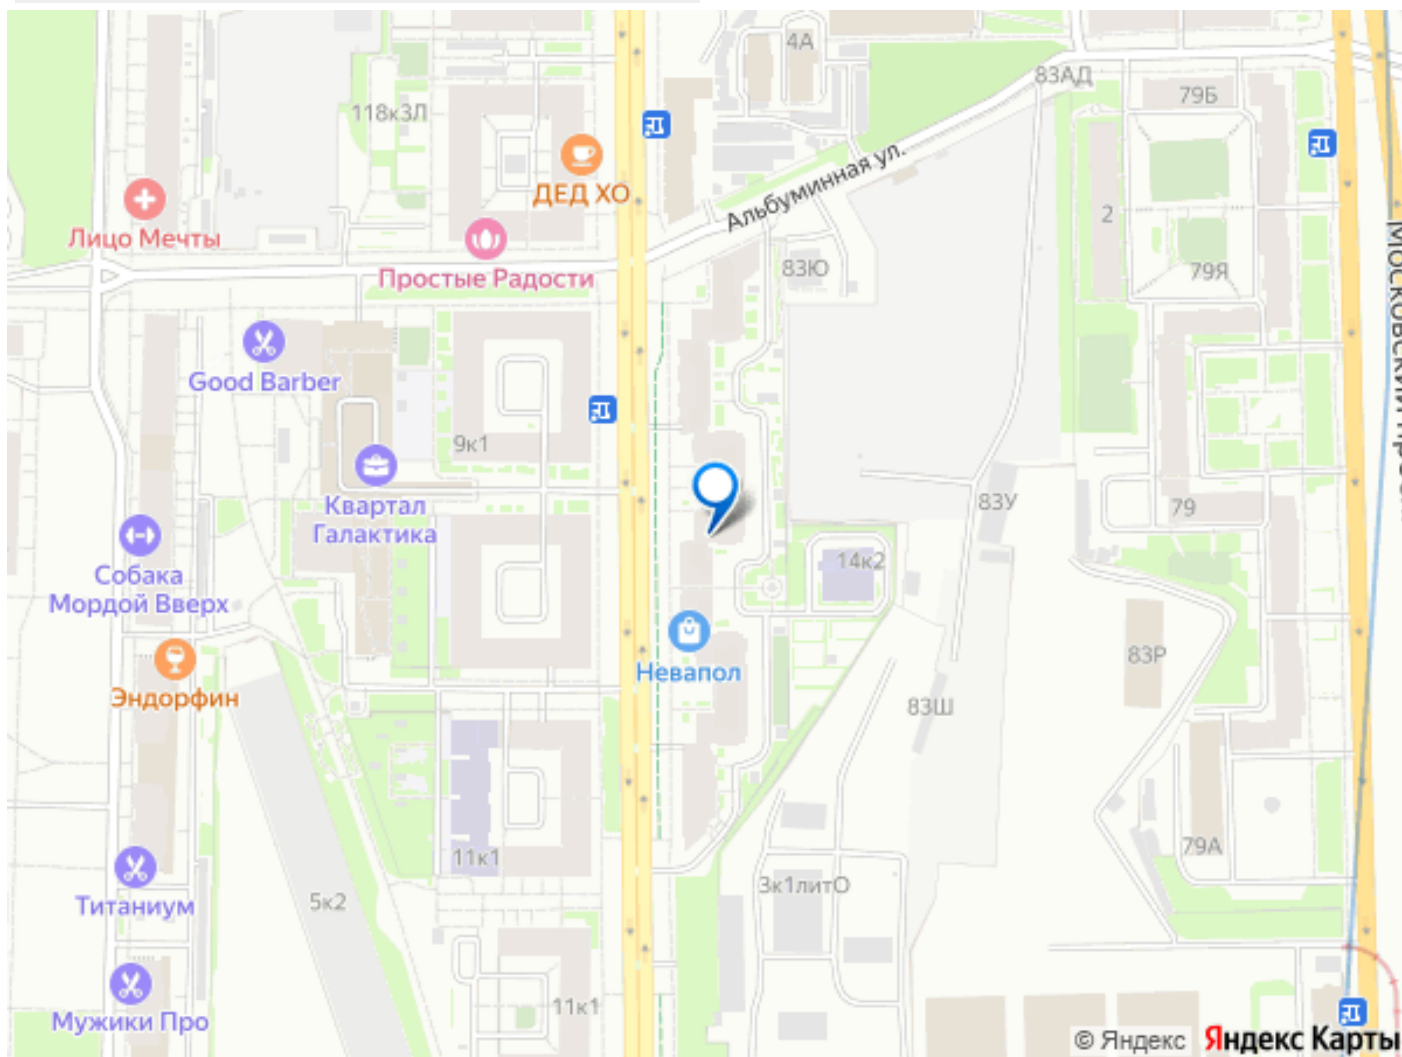 4А
83АД
79Б
118к3Л
ДЕД ХО
Альбуминная ул.
Лицо Мечты
2
83Ю
79Я
Простые Радости
Московский
Good Barber
9к1
Квартал
Галактика
83У
79
14к2
Собака
Мордой Вверх
Невапол
83Р
Эндорфин
83Ш
11к1
79А
3к1литО
Титаниум
5к2
11к1
Мужики Про
© Яндекс Яндекс Карты